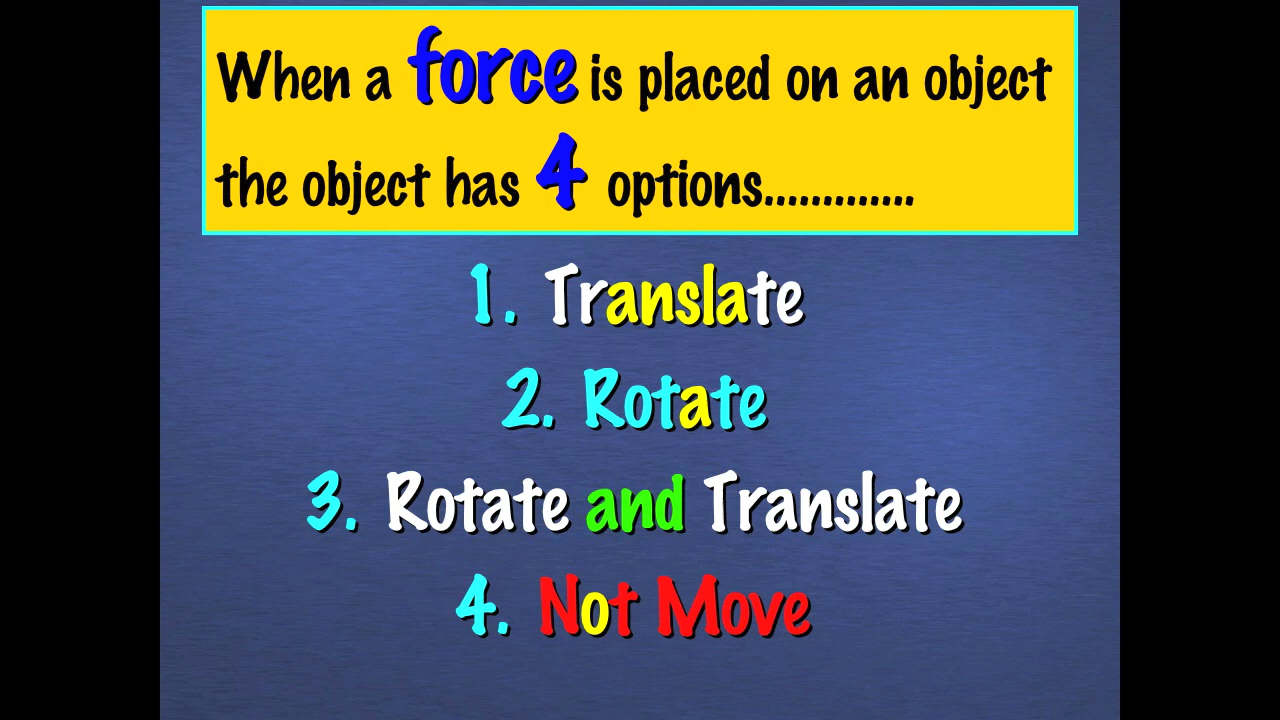 When a force is placed on an object
the object has 4 options.............
1. Translate
2. Rotate
3. Rotate and Translate
4. Not Move